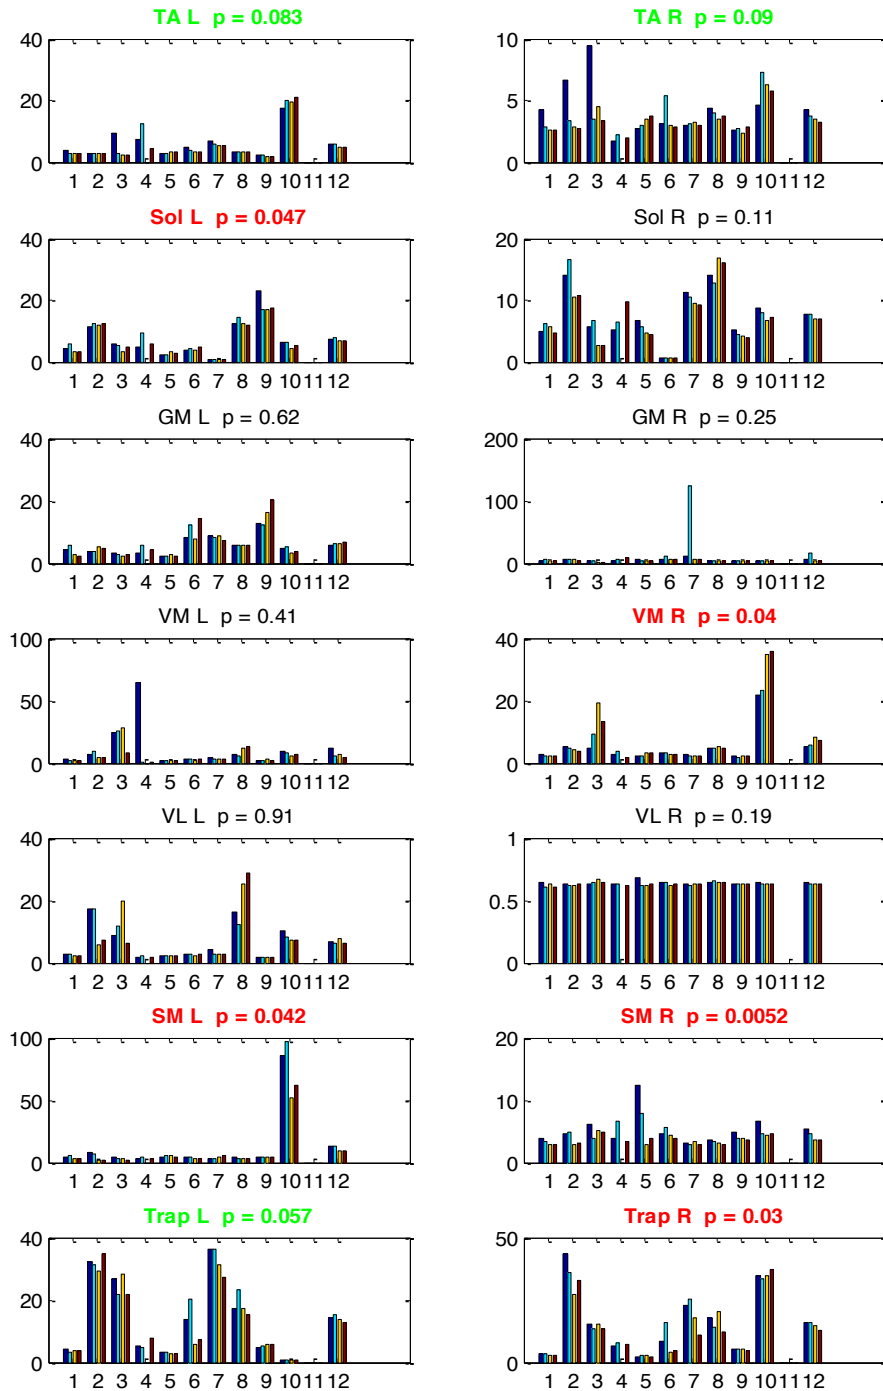 TA L  p = 0.083
40
20
0
1 2 3 4 5 6 7 8 9 10 11 12
TA R  p = 0.09
10
5
0
1 2 3 4 5 6 7 8 9 10 11 12
Sol L  p = 0.047
40
20
0
1 2 3 4 5 6 7 8 9 10 11 12
Sol R  p = 0.11
20
10
0
1 2 3 4 5 6 7 8 9 10 11 12
GM L  p = 0.62
40
20
0
1 2 3 4 5 6 7 8 9 10 11 12
GM R  p = 0.25
200
100
0
1 2 3 4 5 6 7 8 9 10 11 12
VM L  p = 0.41
100
50
0
1 2 3 4 5 6 7 8 9 10 11 12
VM R  p = 0.04
40
20
0
1 2 3 4 5 6 7 8 9 10 11 12
VL L  p = 0.91
40
20
0
1 2 3 4 5 6 7 8 9 10 11 12
VL R  p = 0.19
1
0.5
0
1 2 3 4 5 6 7 8 9 10 11 12
SM L  p = 0.042
100
50
0
1 2 3 4 5 6 7 8 9 10 11 12
SM R  p = 0.0052
20
10
0
1 2 3 4 5 6 7 8 9 10 11 12
Trap L  p = 0.057
40
20
0
1 2 3 4 5 6 7 8 9 10 11 12
Trap R  p = 0.03
50
0
1 2 3 4 5 6 7 8 9 10 11 12